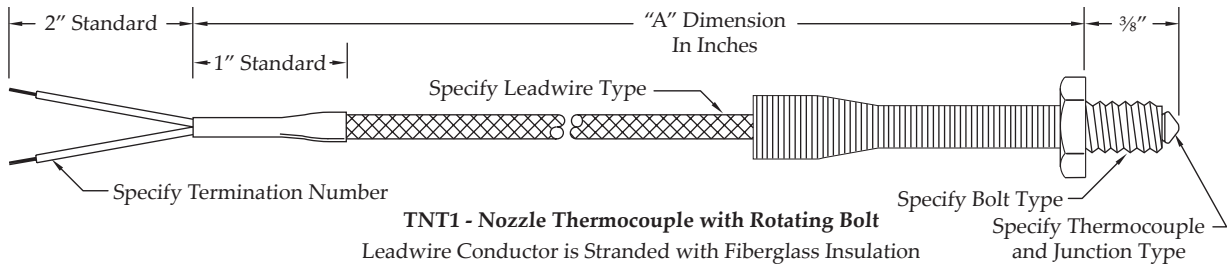 2” Standard
“A” Dimension
In Inches
⅜”
1” Standard
Specify Leadwire Type
Specify Termination Number
Specify Bolt Type
TNT1 - Nozzle Thermocouple with Rotating Bolt
Specify Thermocouple
and Junction Type
Leadwire Conductor is Stranded with Fiberglass Insulation